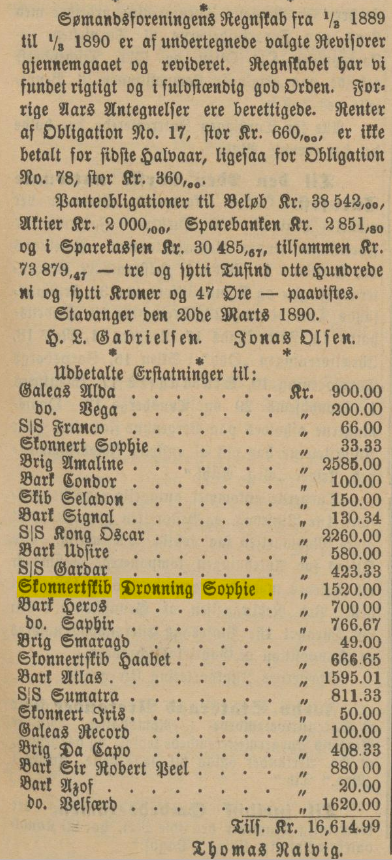 *
Sømandsforeningens Regnskab fra 1/3 1889
til 1/3 1890 er af undertegnede valgte Revisorer
gjennemgaaet og revideret. Regnskabet har vi
fundet rigtigt og i fuldstændig god Orden. For-
rige Aars Antegnelser ere berettigede. Renter
af Obligation No. 17, stor Kr. 660,00, er ikke
betalt for sidste Halvaar, ligesaa for Obligation
No. 78, stor Kr. 360,00.
Panteobligationer til Beløb Kr. 38 542,00,
Aktier Kr. 2 000,00, Sparebanken Kr. 2 851,80
og i Sparekassen Kr. 30 485,67, tilsammen Kr.
73 879,47 — tre og sytti Tusind otte Hundrede
ni og sytti Kroner og 47 Øre — paavistes.
Stavanger den 20de Marts 1890.
H. L. Gabrielsen. Jonas Olsen.
* * *
Udbetalte Erstatninger til:
Galeas Alda . . . . . . . Kr. 900.00
do. Vega . . . . . . . „ 200.00
S|S Franco . . . . . . . „ 66.00
Skonnert Sophie . . . . . . „ 33.33
Brig Amaline . . . . . . . „ 2585.00
Bark Condor . . . . . . . „ 100.00
Skib Seladon . . . . . . . „ 150.00
Bark Signal . . . . . . . „ 130.34
S|S Kong Oscar . . . . . . „ 2260.00
Bark Udsire . . . . . . . „ 580.00
S|S Gardar . . . . . . . „ 423.33
Skonnertskib Dronning Sophie . „ 1520.00
Bark Heros . . . . . . . „ 700 00
do. Saphir . . . . . . . „ 766.67
Brig Smaragd . . . . . . „ 49.00
Skonnertskib Haabet . . . . . „ 666.65
Bark Atlas . . . . . . . „ 1595.01
S|S Sumatra . . . . . . . „ 811.33
Skonnert Iris . . . . . . . „ 50.00
Galeas Record . . . . . . „ 100.00
Brig Da Capo . . . . . . „ 408.33
Bark Sir Robert Peel . . . . „ 880 00
Bark Azof . . . . . . . „ 20.00
do. Velfærd . . . . . . . „ 1620.00
Tils. Kr. 16,614.99
Thomas Natvig.